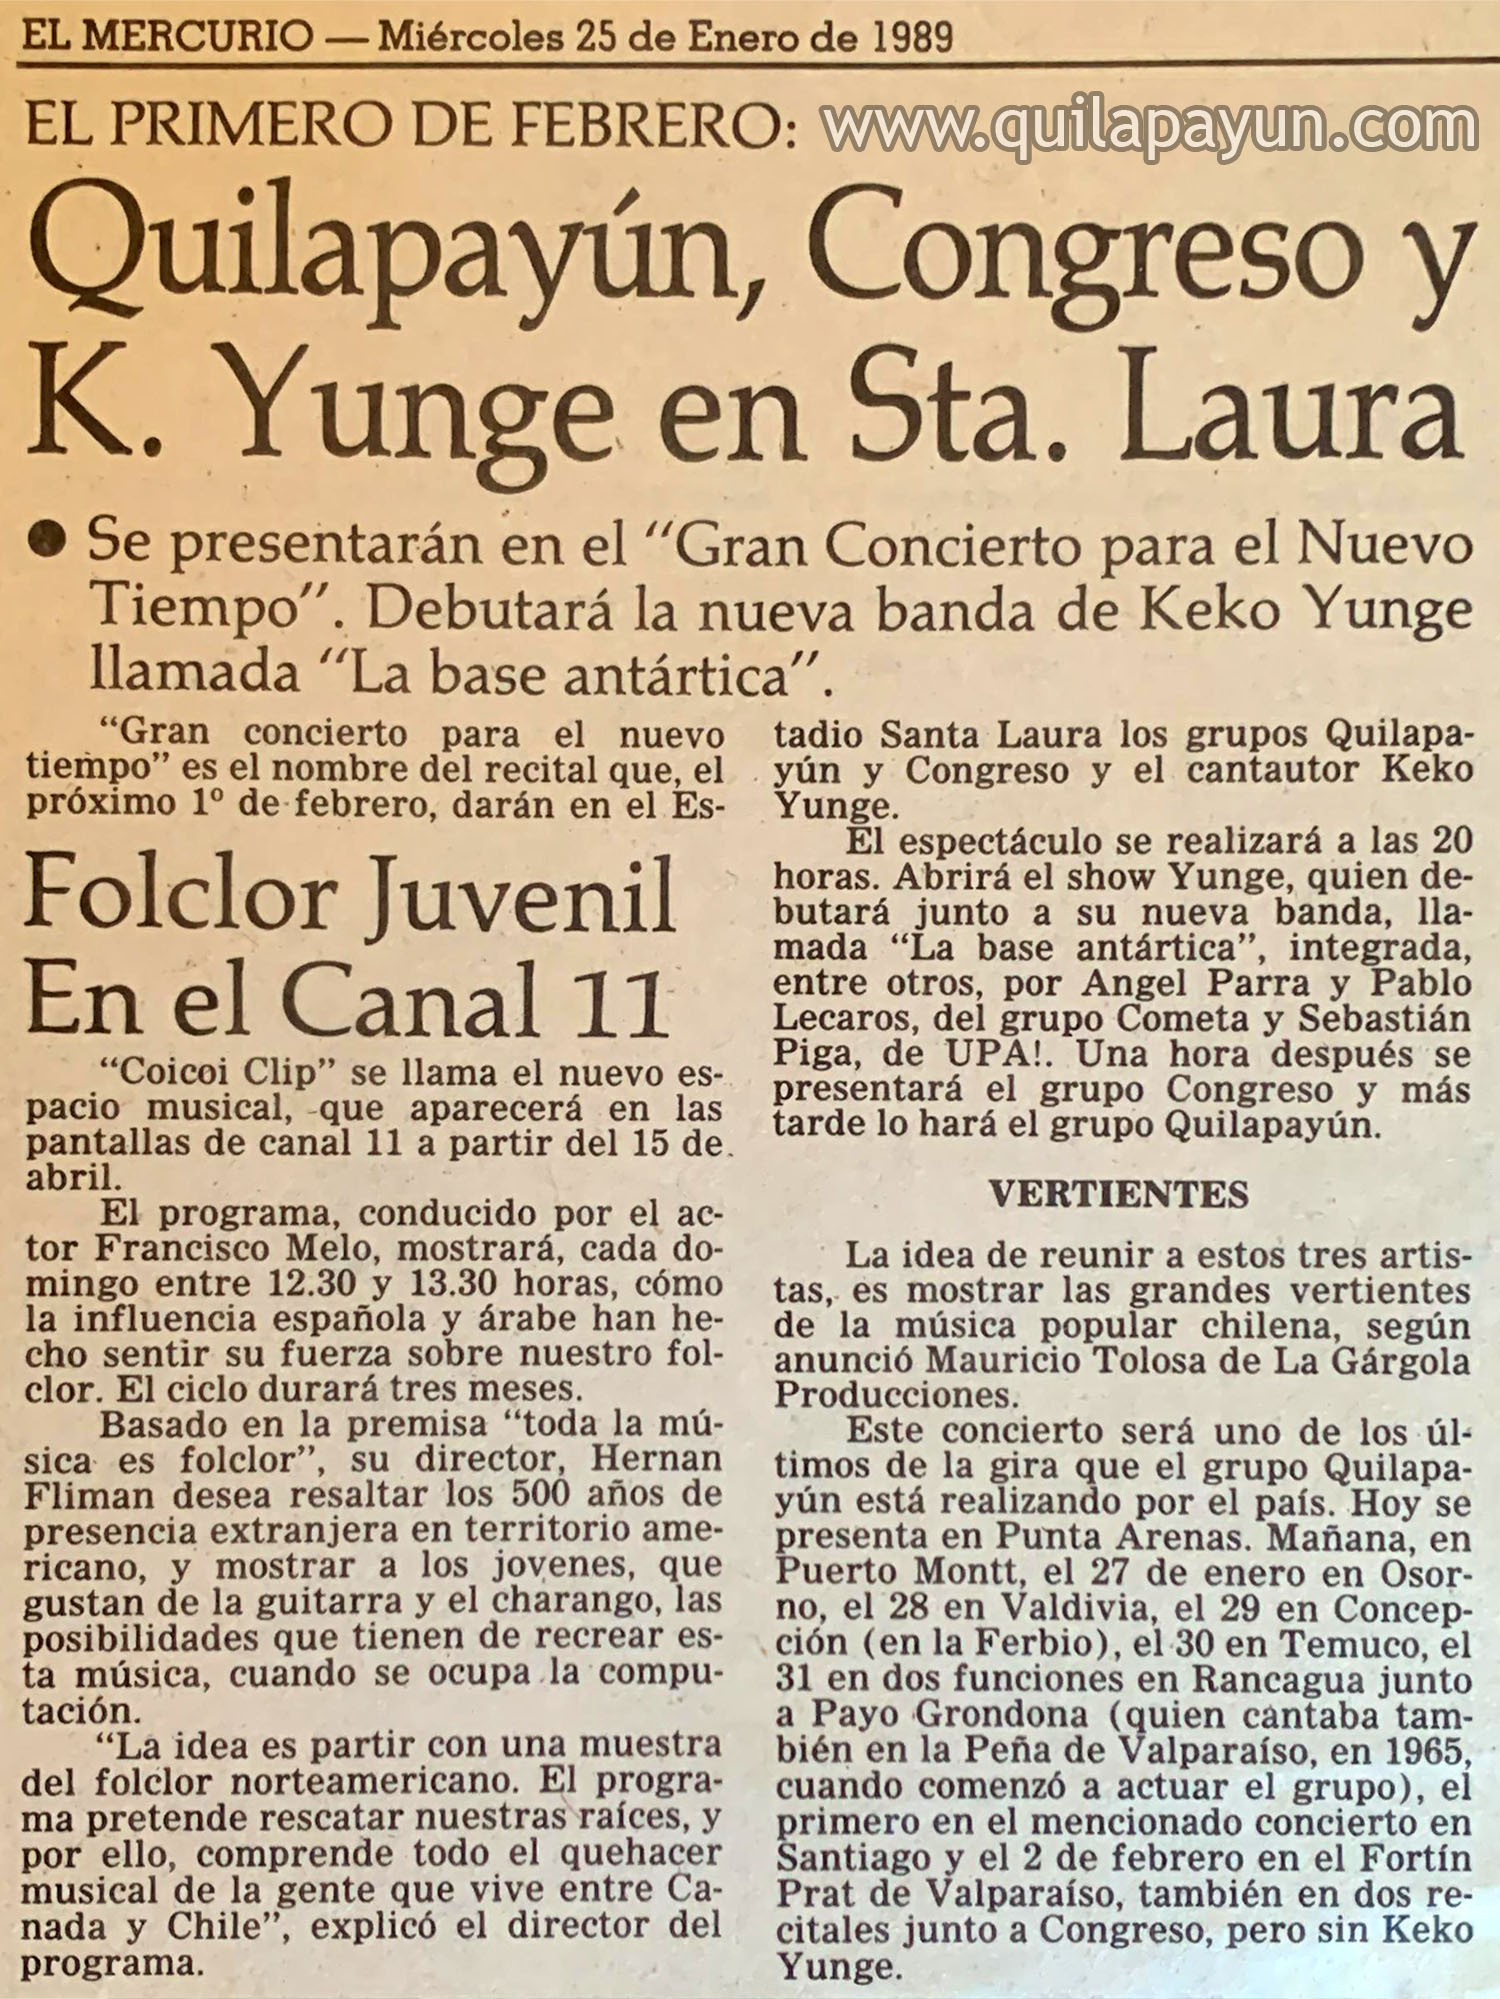 EL MERCURIO — Miércoles 25 de Enero de 1989
EL PRIMERO DE FEBRERO:
www.quilapayun.com
Quilapayún, Congreso y
K. Yunge en Sta. Laura
● Se presentarán en el “Gran Concierto para el Nuevo
Tiempo”. Debutará la nueva banda de Keko Yunge
llamada “La base antártica”.
“Gran concierto para el nuevo
tiempo” es el nombre del recital que, el
próximo 1º de febrero, darán en el Es-
tadio Santa Laura los grupos Quilapa-
yún y Congreso y el cantautor Keko
Yunge.
El espectáculo se realizará a las 20
horas. Abrirá el show Yunge, quien de-
butará junto a su nueva banda, lla-
mada “La base antártica”, integrada,
entre otros, por Angel Parra y Pablo
Lecaros, del grupo Cometa y Sebastián
Piga, de UPA!. Una hora después se
presentará el grupo Congreso y más
tarde lo hará el grupo Quilapayún.
VERTIENTES
La idea de reunir a estos tres artis-
tas, es mostrar las grandes vertientes
de la música popular chilena, según
anunció Mauricio Tolosa de La Gárgola
Producciones.
Este concierto será uno de los úl-
timos de la gira que el grupo Quilapa-
yún está realizando por el país. Hoy se
presenta en Punta Arenas. Mañana, en
Puerto Montt, el 27 de enero en Osor-
no, el 28 en Valdivia, el 29 en Concep-
ción (en la Ferbio), el 30 en Temuco, el
31 en dos funciones en Rancagua junto
a Payo Grondona (quien cantaba tam-
bién en la Peña de Valparaíso, en 1965,
cuando comenzó a actuar el grupo), el
primero en el mencionado concierto en
Santiago y el 2 de febrero en el Fortín
Prat de Valparaíso, también en dos re-
citales junto a Congreso, pero sin Keko
Yunge.
Folclor Juvenil
En el Canal 11
“Coicoi Clip” se llama el nuevo es-
pacio musical, que aparecerá en las
pantallas de canal 11 a partir del 15 de
abril.
El programa, conducido por el ac-
tor Francisco Melo, mostrará, cada do-
mingo entre 12.30 y 13.30 horas, cómo
la influencia española y árabe han he-
cho sentir su fuerza sobre nuestro fol-
clor. El ciclo durará tres meses.
Basado en la premisa “toda la mú-
sica es folclor”, su director, Hernan
Fliman desea resaltar los 500 años de
presencia extranjera en territorio ame-
ricano, y mostrar a los jovenes, que
gustan de la guitarra y el charango, las
posibilidades que tienen de recrear es-
ta música, cuando se ocupa la compu-
tación.
“La idea es partir con una muestra
del folclor norteamericano. El progra-
ma pretende rescatar nuestras raíces, y
por ello, comprende todo el quehacer
musical de la gente que vive entre Ca-
nada y Chile”, explicó el director del
programa.